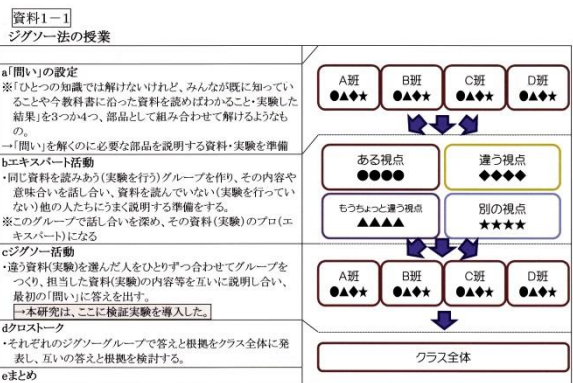 資料1-1
ジグソー法の授業
a「問い」の設定
※「ひとつの知識では解けないけれど、みんなが既に知ってい
ることや今教科書に沿った資料を読めばわかること・実験した
結果」を3つか4つ、部品として組み合わせて解けるようなも
の。
→「問い」を解くのに必要な部品を説明する資料・実験を準備
bエキスパート活動
・同じ資料を読みあう(実験を行う)グループを作り、その内容や
意味合いを話し合い、資料を読んでいない(実験を行ってい
ない)他の人たちにうまく説明する準備をする。
※このグループで話し合いを深め、その資料(実験)のプロ(エ
キスパート)になる
cジグソー活動
・違う資料(実験)を選んだ人をひとりずつ合わせてグループを
つくり、担当した資料(実験)の内容等を互いに説明し合い、
最初の「問い」に答えを出す。
→本研究は、ここに検証実験を導入した。
dクロストーク
・それぞれのジグソーグループで答えと根拠をクラス全体に発
表し、互いの答えと根拠を検討する。
eまとめ
A班 B班 C班 D班
●▲◆★ ●▲◆★ ●▲◆★ ●▲◆★
ある視点 違う視点
●●●● ◆◆◆◆
もうちょっと違う視点 別の視点
▲▲▲▲ ★★★★
A班 B班 C班 D班
●▲◆★ ●▲◆★ ●▲◆★ ●▲◆★
クラス全体